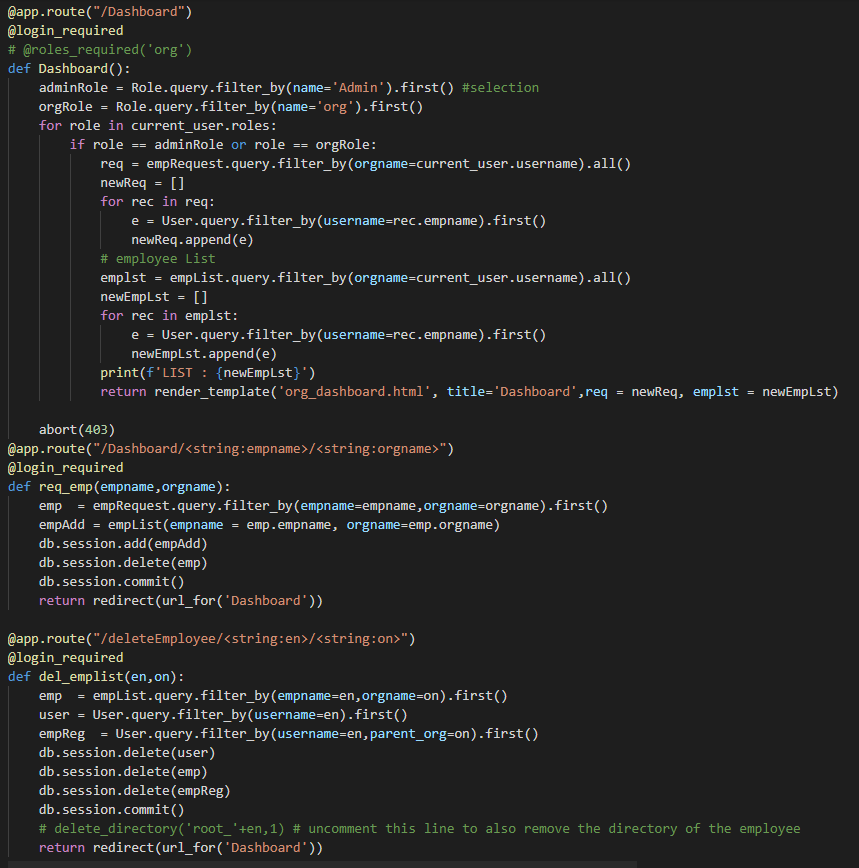 @app.route("/Dashboard")
@login_required
# @roles_required('org')
def Dashboard():
    adminRole = Role.query.filter_by(name='Admin').first() #selection
    orgRole = Role.query.filter_by(name='org').first()
    for role in current_user.roles:
        if role == adminRole or role == orgRole:
            req = empRequest.query.filter_by(orgname=current_user.username).all()
            newReq = []
            for rec in req:
                e = User.query.filter_by(username=rec.empname).first()
                newReq.append(e)
            # employee List
            emplst = empList.query.filter_by(orgname=current_user.username).all()
            newEmpLst = []
            for rec in emplst:
                e = User.query.filter_by(username=rec.empname).first()
                newEmpLst.append(e)
            print(f'LIST : {newEmpLst}')
            return render_template('org_dashboard.html', title='Dashboard',req = newReq, emplst = newEmpLst)

    abort(403)
@app.route("/Dashboard/<string:empname>/<string:orgname>")
@login_required
def req_emp(empname,orgname):
    emp  = empRequest.query.filter_by(empname=empname,orgname=orgname).first()
    empAdd = empList(empname = emp.empname, orgname=emp.orgname)
    db.session.add(empAdd)
    db.session.delete(emp)
    db.session.commit()
    return redirect(url_for('Dashboard'))

@app.route("/deleteEmployee/<string:en>/<string:on>")
@login_required
def del_emplist(en,on):
    emp  = empList.query.filter_by(empname=en,orgname=on).first()
    user = User.query.filter_by(username=en).first()
    empReg  = User.query.filter_by(username=en,parent_org=on).first()
    db.session.delete(user)
    db.session.delete(emp)
    db.session.delete(empReg)
    db.session.commit()
    # delete_directory('root_'+en,1) # uncomment this line to also remove the directory of the employee
    return redirect(url_for('Dashboard'))